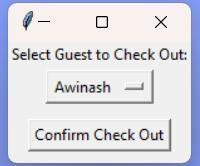 Select Guest to Check Out:
Awinash
Confirm Check Out